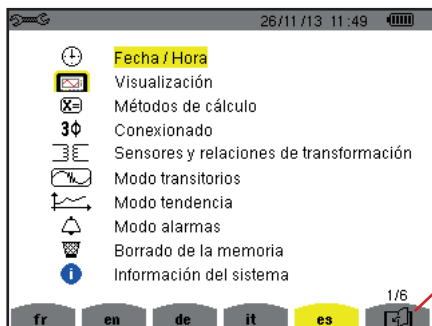 26/11/13 11:49
Fecha / Hora
Visualización
X= Métodos de cálculo
3Φ Conexionado
Sensores y relaciones de transformación
Modo transitorios
Modo tendencia
Modo alarmas
Borrado de la memoria
i Información del sistema
1/6
fr en de it es